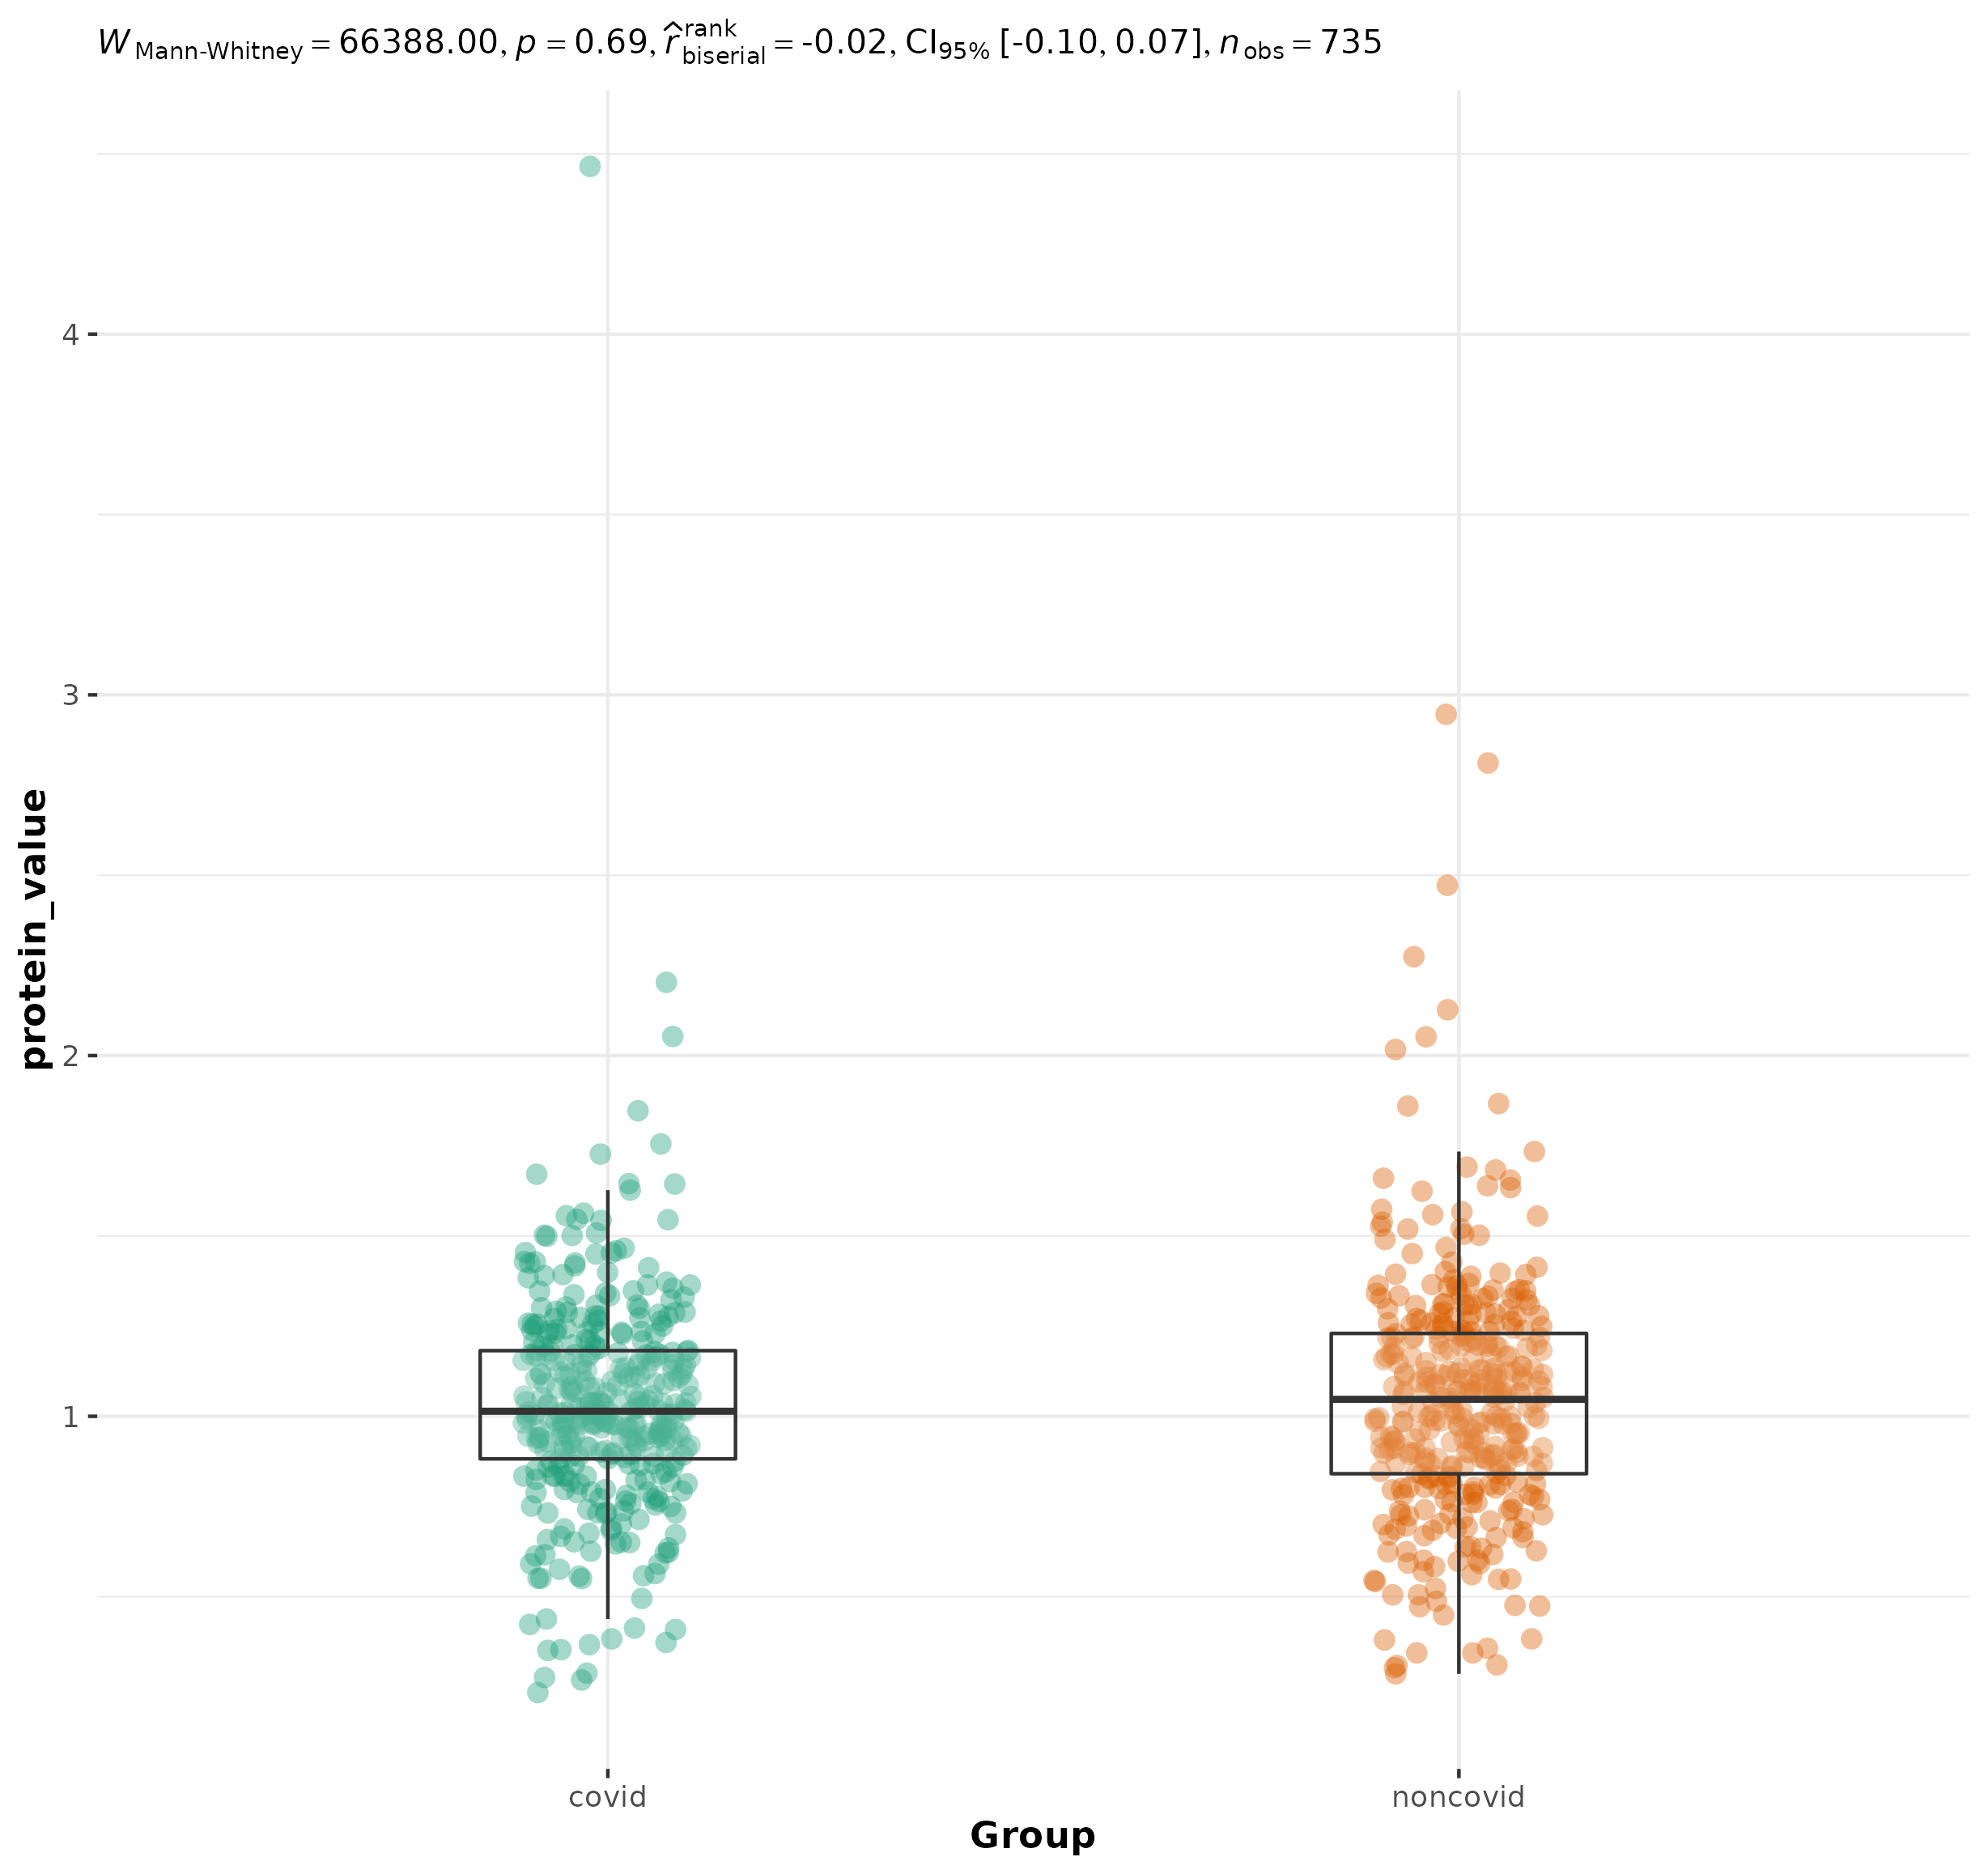 W Mann-Whitney = 66388.00, p = 0.69, r̂ rank biserial = -0.02, CI95% [-0.10, 0.07], n obs = 735
4
3
2
1
protein_value
covid noncovid
Group